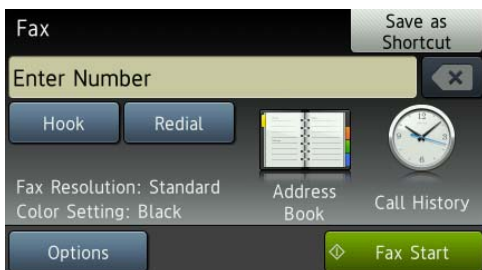 Fax
Save as
Shortcut
Enter Number
Hook
Redial
Fax Resolution: Standard
Color Setting: Black
Address
Book
Call History
Options
Fax Start